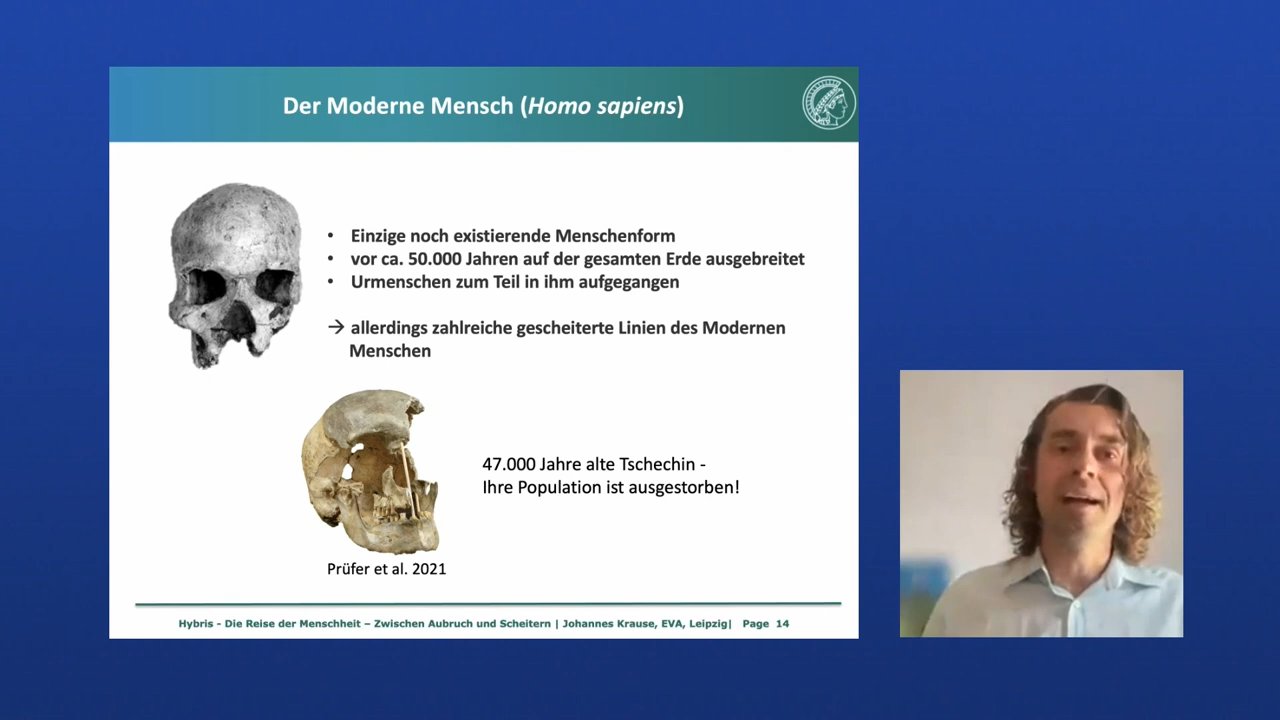 Der Moderne Mensch (Homo sapiens)
• Einzige noch existierende Menschenform
• vor ca. 50.000 Jahren auf der gesamten Erde ausgebreitet
• Urmenschen zum Teil in ihm aufgegangen
→ allerdings zahlreiche gescheiterte Linien des Modernen
Menschen
47.000 Jahre alte Tschechin -
Ihre Population ist ausgestorben!
Prüfer et al. 2021
Hybris - Die Reise der Menschheit – Zwischen Aubruch und Scheitern | Johannes Krause, EVA, Leipzig| Page 14